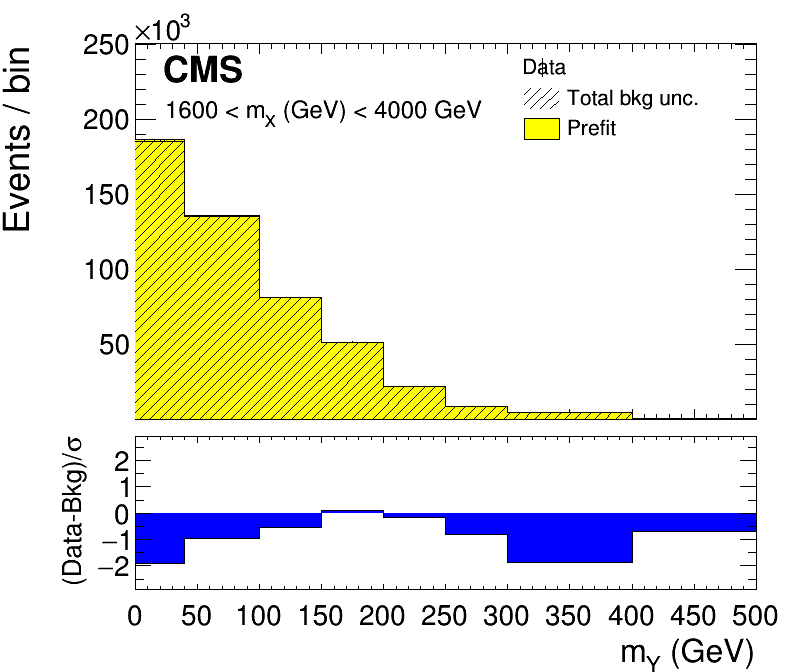 ×10³
250
200
150
100
50
Events / bin
CMS
1600 < mX (GeV) < 4000 GeV
Data
Total bkg unc.
Prefit
(Data-Bkg)/σ
2
1
0
−1
−2
0 50 100 150 200 250 300 350 400 450 500
mY (GeV)